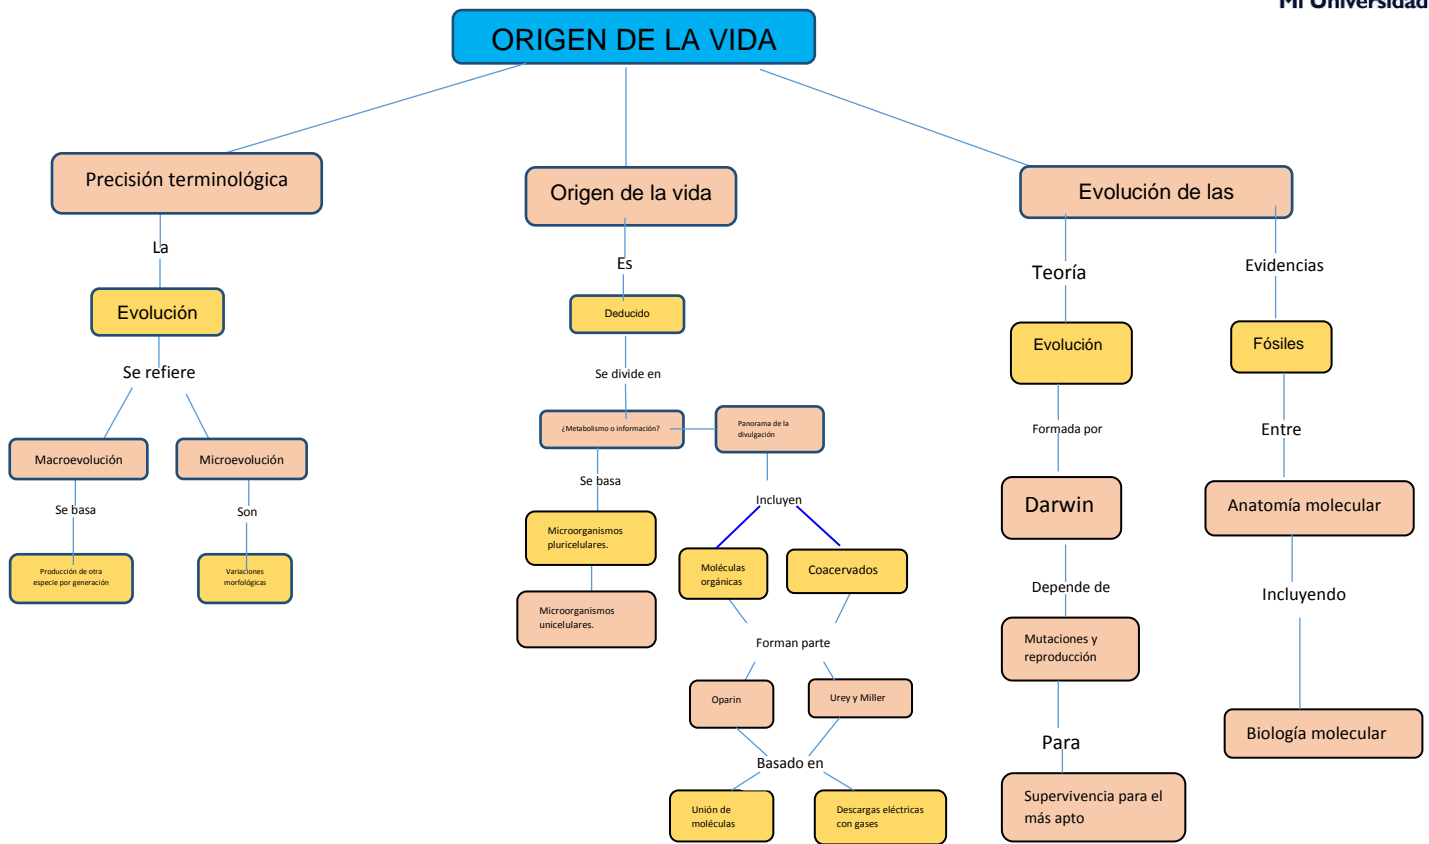 Mi Universidad
ORIGEN DE LA VIDA
Precisión terminológica
La
Evolución
Se refiere
Macroevolución
Microevolución
Se basa
Son
Producción de otra
especie por generación
Variaciones
morfológicas
Origen de la vida
Es
Deducido
Se divide en
¿Metabolismo o información?
Panorama de la
divulgación
Se basa
Incluyen
Microorganismos
pluricelulares.
Microorganismos
unicelulares.
Moléculas
orgánicas
Coacervados
Forman parte
Oparin
Urey y Miller
Basado en
Unión de
moléculas
Descargas eléctricas
con gases
Evolución de las
Teoría
Evidencias
Evolución
Fósiles
Formada por
Entre
Darwin
Anatomía molecular
Depende de
Incluyendo
Mutaciones y
reproducción
Biología molecular
Para
Supervivencia para el
más apto